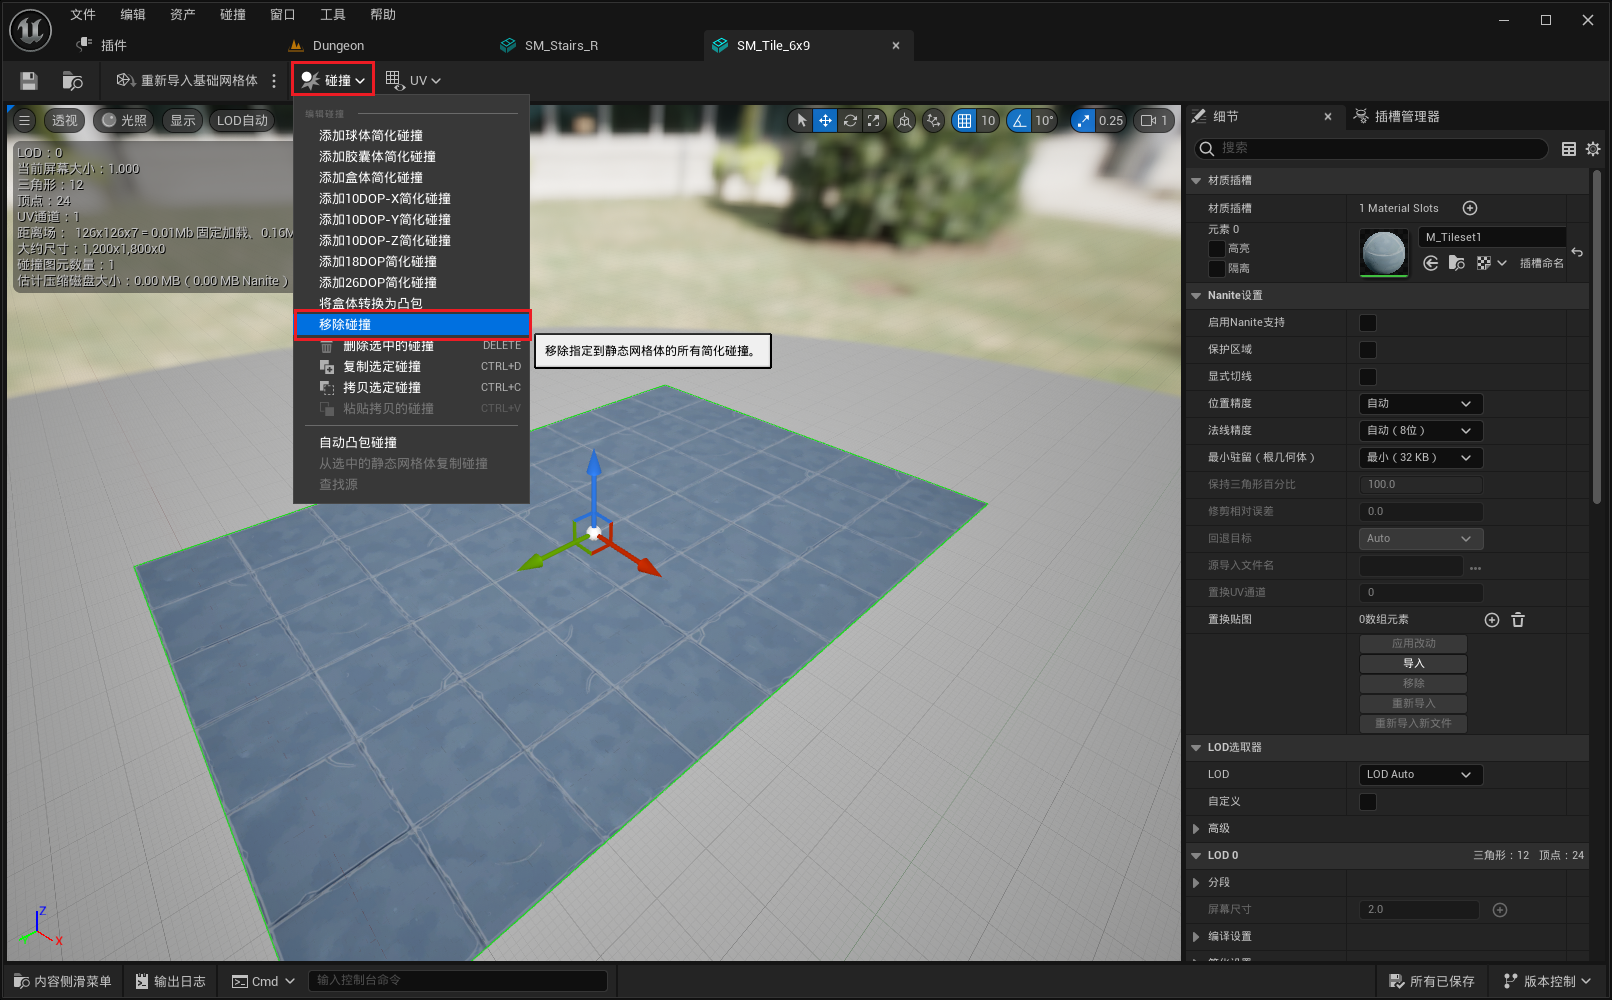 文件 编辑 资产 碰撞 窗口 工具 帮助
插件
Dungeon
SM_Stairs_R
SM_Tile_6x9
重新导入基础网格体
碰撞
UV
透视
光照
显示
LOD自动
10
10°
0.25
1
LOD：0
当前屏幕大小：1.000
三角形：12
顶点：24
UV通道：1
距离场： 126x126x7 = 0.01Mb 固定加载、0.16M
大约尺寸：1,200x1,800x0
碰撞图元数量：1
估计压缩磁盘大小：0.00 MB（0.00 MB Nanite）
编辑碰撞
添加球体简化碰撞
添加胶囊体简化碰撞
添加盒体简化碰撞
添加10DOP-X简化碰撞
添加10DOP-Y简化碰撞
添加10DOP-Z简化碰撞
添加18DOP简化碰撞
添加26DOP简化碰撞
将盒体转换为凸包
移除碰撞
删除选中的碰撞 DELETE
复制选定碰撞 CTRL+D
拷贝选定碰撞 CTRL+C
粘贴拷贝的碰撞 CTRL+V
自动凸包碰撞
从选中的静态网格体复制碰撞
查找源
移除指定到静态网格体的所有简化碰撞。
Z
X
细节
插槽管理器
搜索
材质插槽
材质插槽 1 Material Slots
元素 0
高亮
隔离
M_Tileset1
插槽命名
Nanite设置
启用Nanite支持
保护区域
显式切线
位置精度 自动
法线精度 自动（8位）
最小驻留（根几何体） 最小（32 KB）
保持三角形百分比 100.0
修剪相对误差 0.0
回退目标 Auto
源导入文件名
置换UV通道 0
置换贴图 0数组元素
应用改动
导入
移除
重新导入
重新导入新文件
LOD选取器
LOD LOD Auto
自定义
高级
LOD 0 三角形：12 顶点：24
分段
屏幕尺寸 2.0
编译设置
内容侧滑菜单
输出日志
Cmd
输入控制台命令
所有已保存
版本控制